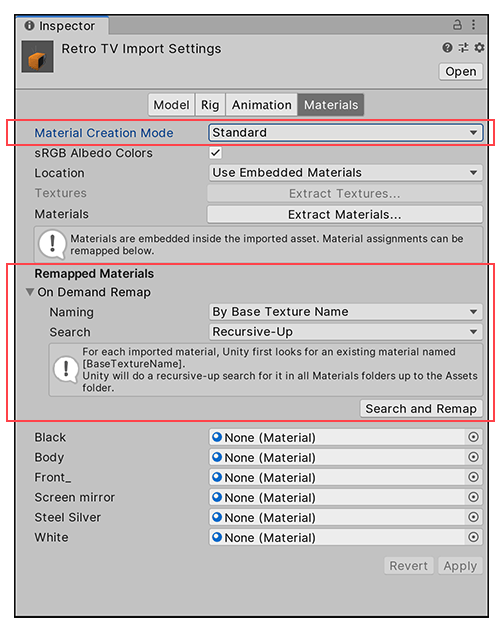 Inspector
Retro TV Import Settings
Open
Model Rig Animation Materials
Material Creation Mode Standard
sRGB Albedo Colors
Location Use Embedded Materials
Textures Extract Textures...
Materials Extract Materials...
Materials are embedded inside the imported asset. Material assignments can be
remapped below.
Remapped Materials
On Demand Remap
Naming By Base Texture Name
Search Recursive-Up
For each imported material, Unity first looks for an existing material named
[BaseTextureName].
Unity will do a recursive-up search for it in all Materials folders up to the Assets
folder.
Search and Remap
Black None (Material)
Body None (Material)
Front_ None (Material)
Screen mirror None (Material)
Steel Silver None (Material)
White None (Material)
Revert Apply